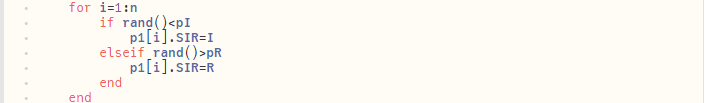 for i=1:n
if rand()<pI
p1[i].SIR=I
elseif rand()>pR
p1[i].SIR=R
end
end